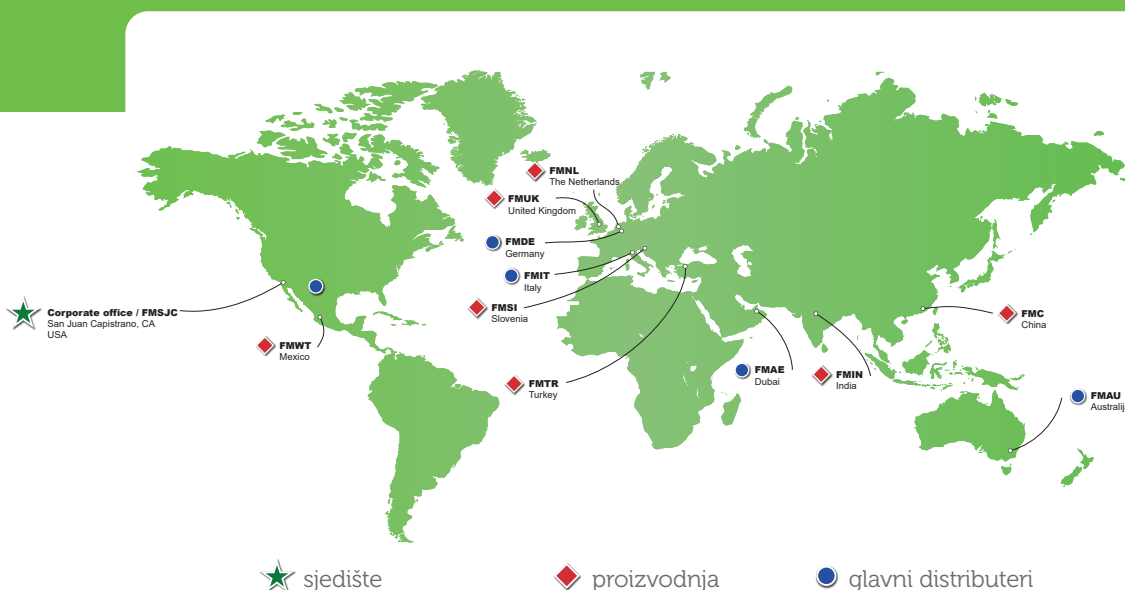 FMNL
The Netherlands
FMUK
United Kingdom
FMDE
Germany
FMIT
Italy
FMSI
Slovenia
Corporate office / FMSJC
San Juan Capistrano, CA
USA
FMWT
Mexico
FMTR
Turkey
FMAE
Dubai
FMIN
India
FMC
China
FMAU
Australija
sjedište
proizvodnja
glavni distributeri